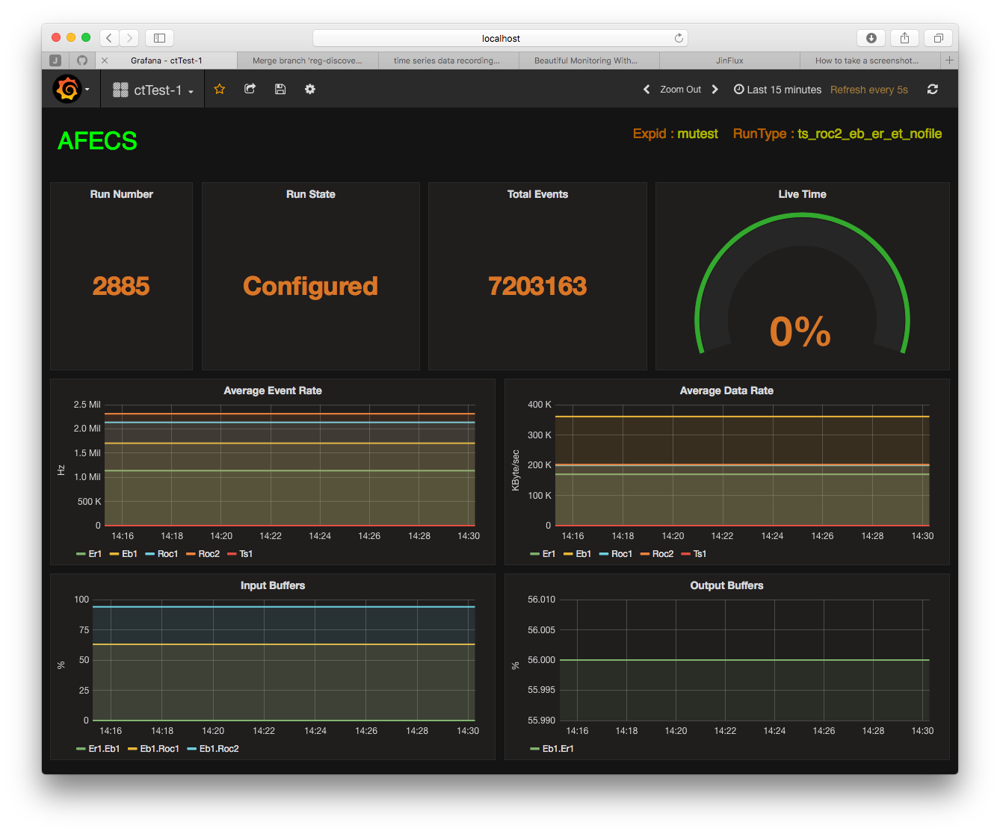 localhost
J
Grafana - ctTest-1
Merge branch 'reg-discove...
time series data recording...
Beautiful Monitoring With...
JinFlux
How to take a screenshot...
ctTest-1
Zoom Out
Last 15 minutes
Refresh every 5s
AFECS
Expid : mutest RunType : ts_roc2_eb_er_et_nofile
Run Number
2885
Run State
Configured
Total Events
7203163
Live Time
0%
Average Event Rate
2.5 Mil
2.0 Mil
1.5 Mil
1.0 Mil
500 K
0
Hz
14:16 14:18 14:20 14:22 14:24 14:26 14:28 14:30
Er1 Eb1 Roc1 Roc2 Ts1
Average Data Rate
400 K
300 K
200 K
100 K
0
KByte/sec
14:16 14:18 14:20 14:22 14:24 14:26 14:28 14:30
Er1 Eb1 Roc1 Roc2 Ts1
Input Buffers
100
75
50
25
0
%
14:16 14:18 14:20 14:22 14:24 14:26 14:28 14:30
Er1.Eb1 Eb1.Roc1 Eb1.Roc2
Output Buffers
56.010
56.005
56.000
55.995
55.990
%
14:16 14:18 14:20 14:22 14:24 14:26 14:28 14:30
Eb1.Er1